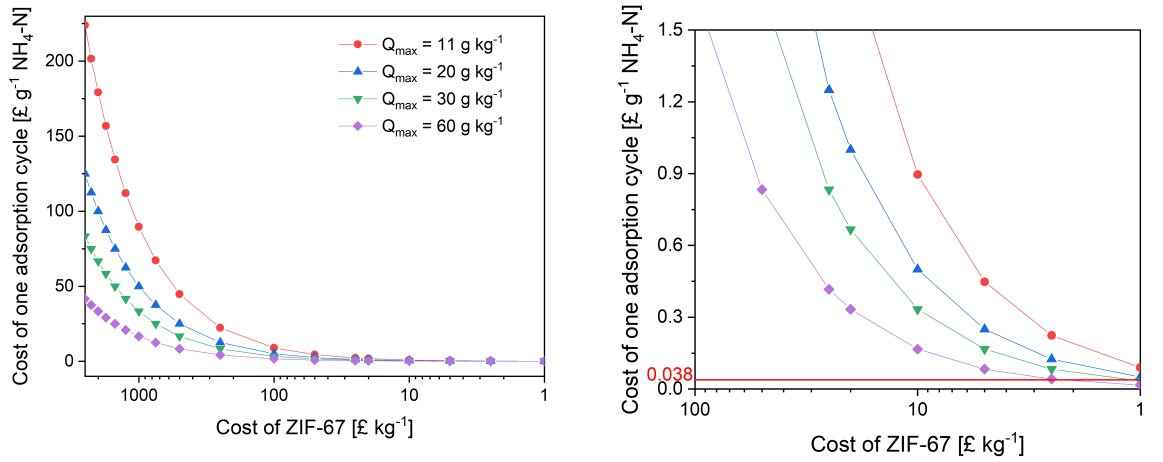 Cost of one adsorption cycle [£ g⁻¹ NH₄-N]
200
150
100
50
0
1000
100
10
1
Cost of ZIF-67 [£ kg⁻¹]
Qmax = 11 g kg⁻¹
Qmax = 20 g kg⁻¹
Qmax = 30 g kg⁻¹
Qmax = 60 g kg⁻¹
Cost of one adsorption cycle [£ g⁻¹ NH₄-N]
1.5
1.2
0.9
0.6
0.3
0.038
0.0
100
10
1
Cost of ZIF-67 [£ kg⁻¹]